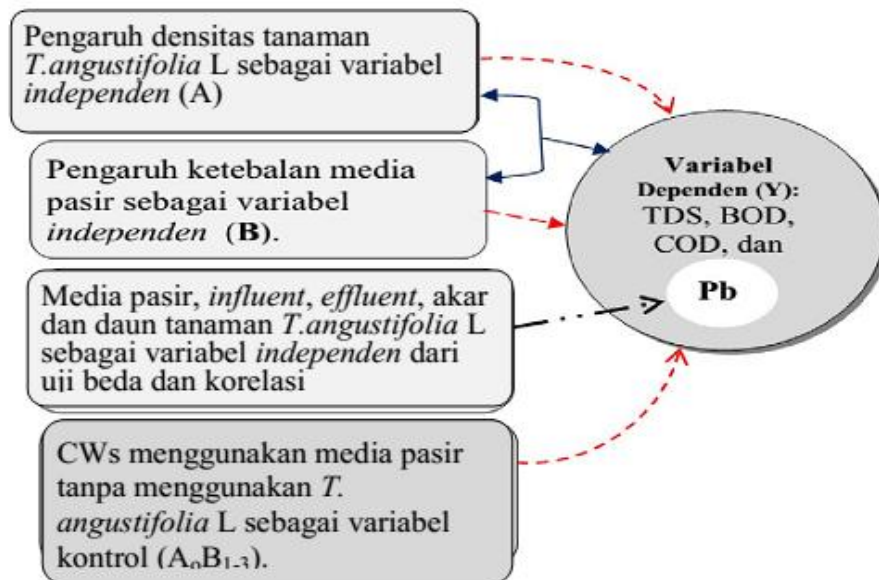 Pengaruh densitas tanaman
T.angustifolia L sebagai variabel
independen (A)
Pengaruh ketebalan media
pasir sebagai variabel
independen (B).
Media pasir, influent, effluent, akar
dan daun tanaman T.angustifolia L
sebagai variabel independen dari
uji beda dan korelasi
CWs menggunakan media pasir
tanpa menggunakan T.
angustifolia L sebagai variabel
kontrol (AₒB₁₋₃).
Variabel
Dependen (Y):
TDS, BOD,
COD, dan
Pb